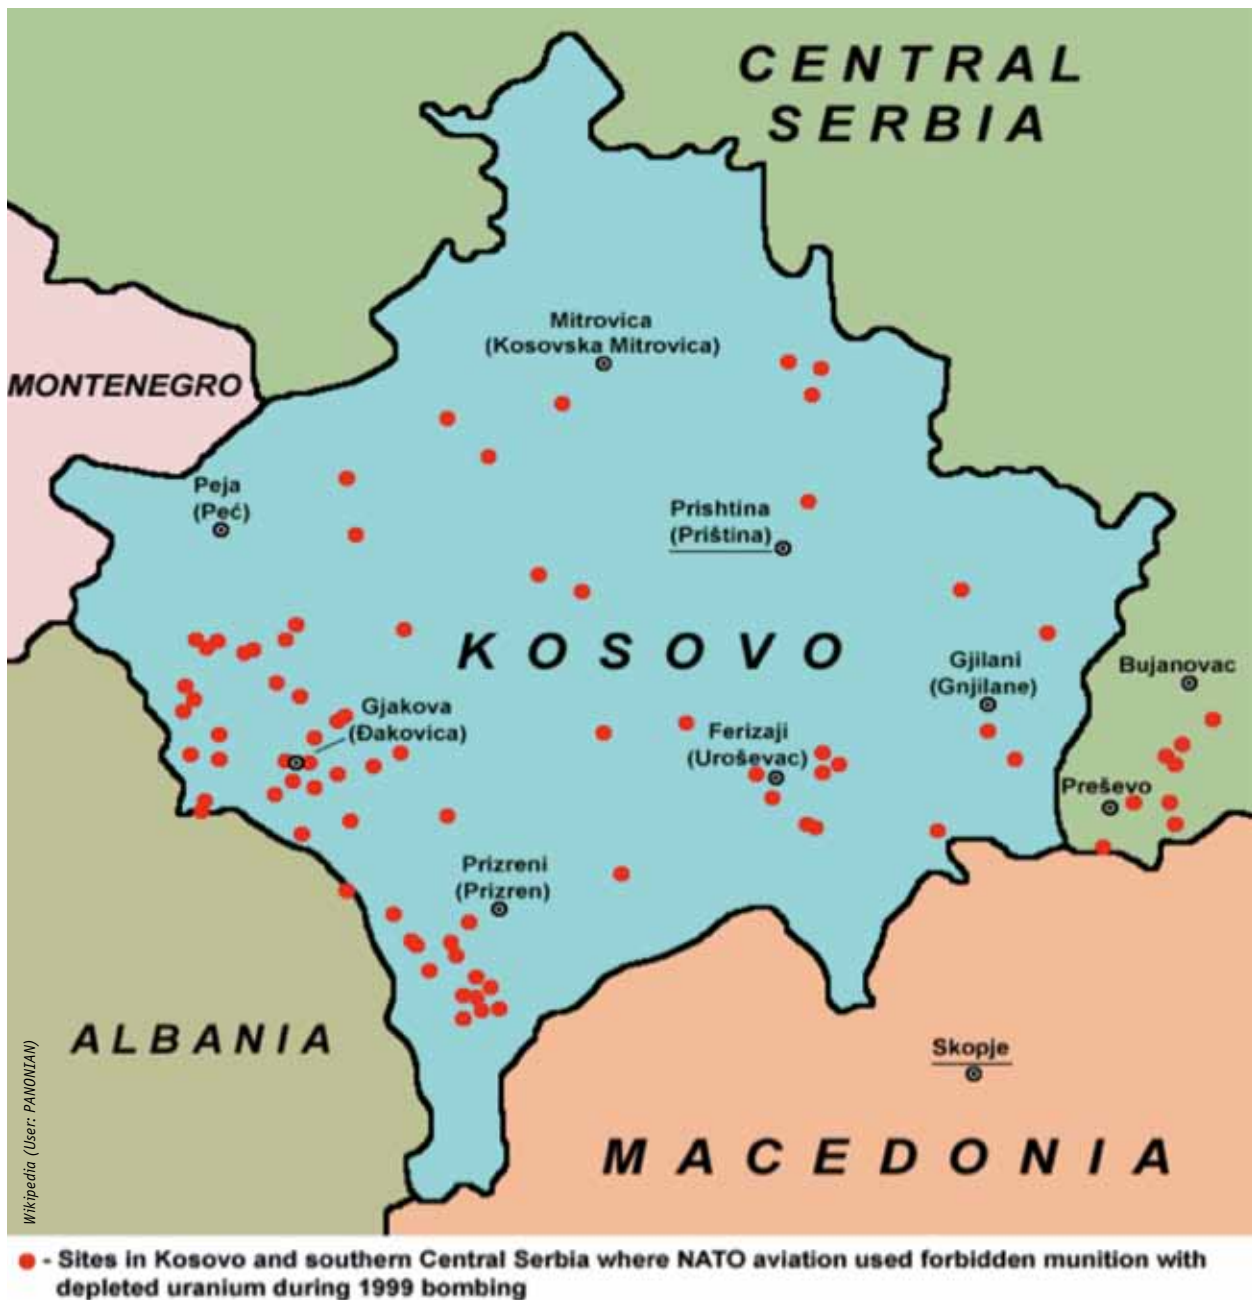 CENTRAL
SERBIA
Mitrovica
(Kosovska Mitrovica)
MONTENEGRO
Peja
(Peć)
Prishtina
(Priština)
KOSOVO
Gjilani
(Gnjilane)
Bujanovac
Gjakova
(Đakovica)
Ferizaji
(Uroševac)
Preševo
Prizreni
(Prizren)
ALBANIA
Skopje
MACEDONIA
Wikipedia (User: PANONIAN)
- Sites in Kosovo and southern Central Serbia where NATO aviation used forbidden munition with
depleted uranium during 1999 bombing